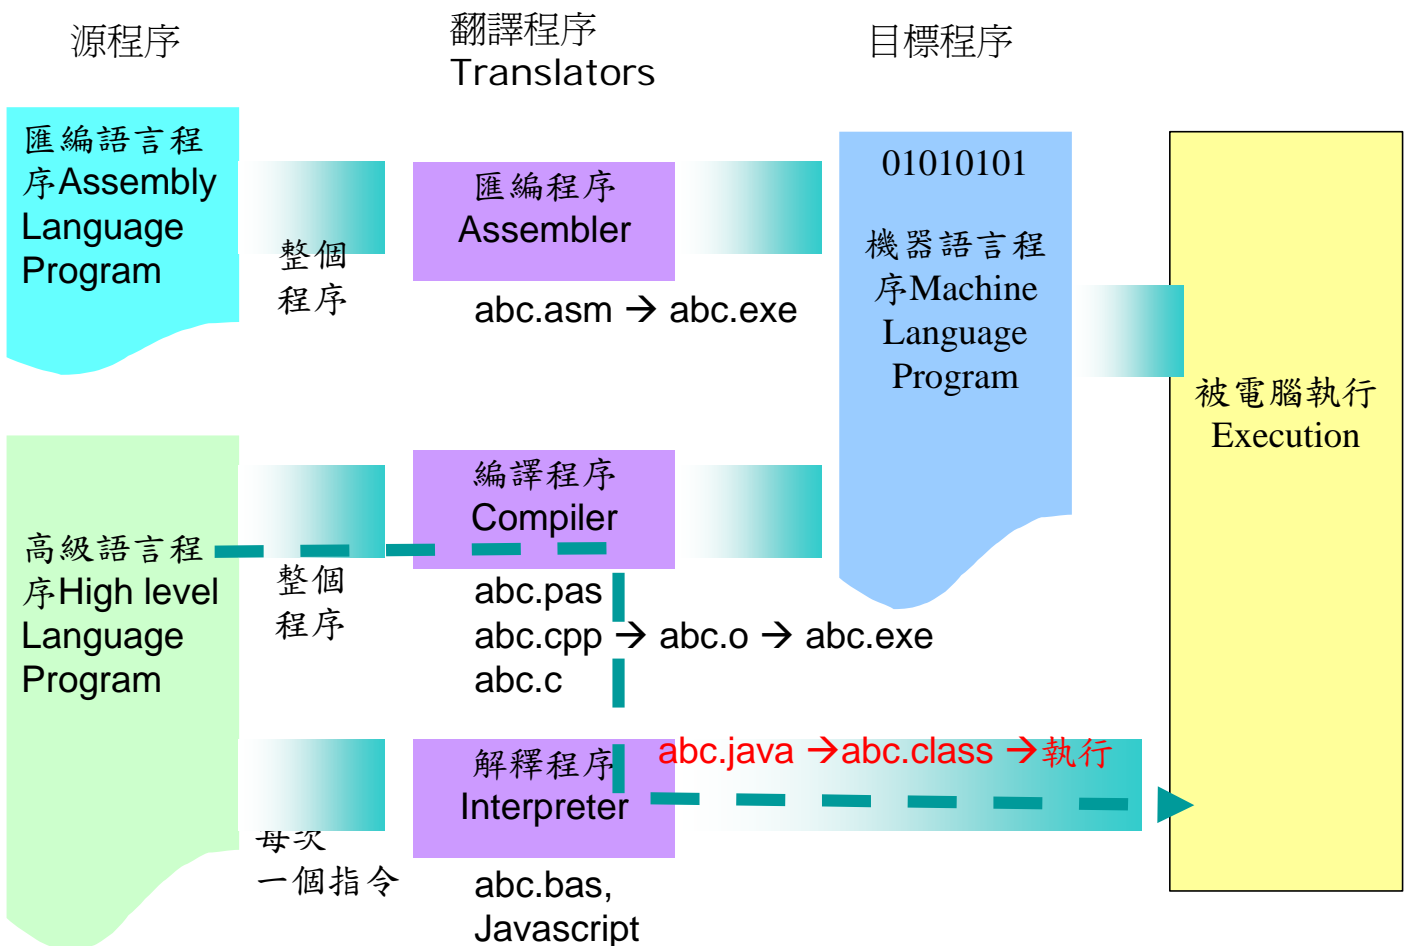 源程序
翻譯程序
Translators
目標程序
匯編語言程
序Assembly
Language
Program
整個
程序
匯編程序
Assembler
abc.asm → abc.exe
01010101
機器語言程
序Machine
Language
Program
被電腦執行
Execution
高級語言程
序High level
Language
Program
整個
程序
編譯程序
Compiler
abc.pas
abc.cpp → abc.o → abc.exe
abc.c
每次
一個指令
解釋程序
Interpreter
abc.java →abc.class →執行
abc.bas,
Javascript